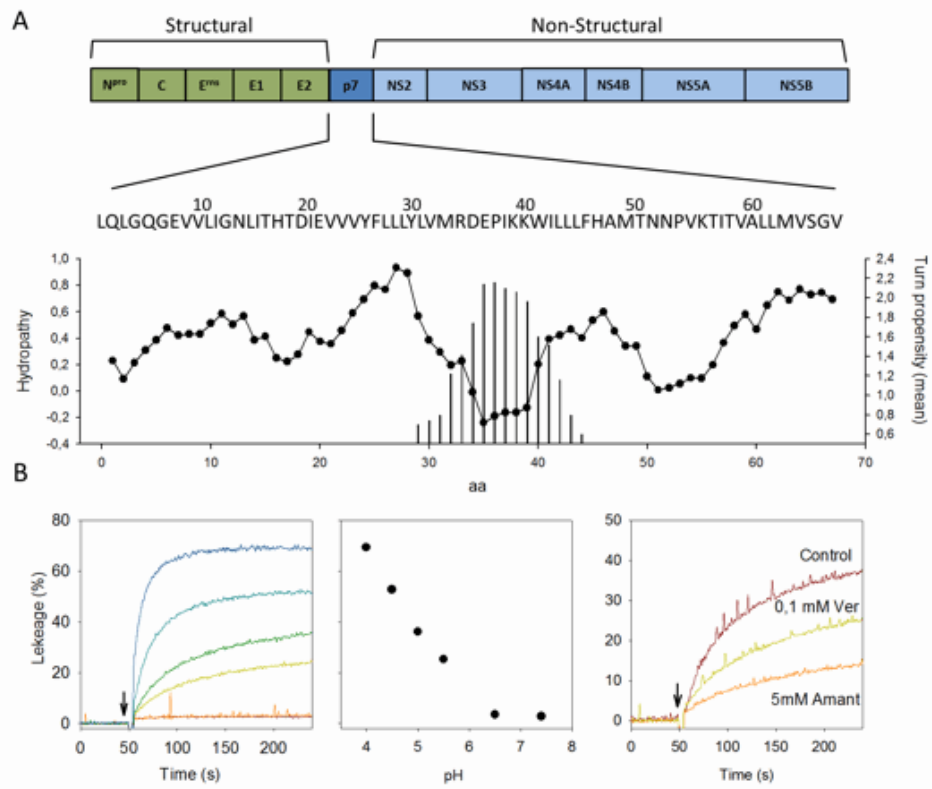 A
Structural
Non-Structural
Npro C Erns E1 E2 p7 NS2 NS3 NS4A NS4B NS5A NS5B
10 20 30 40 50 60
LQLGQGEVVLIGNLITHTDIEVVVYFLLLYLVMRDEPIKKWILLLFHAMTNNPVKTITVALLMVSGV
1,0
0,8
0,6
0,4
0,2
0,0
-0,2
-0,4
Hydropathy
2,4
2,2
2,0
1,8
1,6
1,4
1,2
1,0
0,8
0,6
Turn propensity (mean)
0 10 20 30 40 50 60 70
aa
B
80
60
40
20
0
Lekeage (%)
0 50 100 150 200
Time (s)
4 5 6 7 8
pH
50
40
30
20
10
0
Control
0,1 mM Ver
5mM Amant
0 50 100 150 200
Time (s)